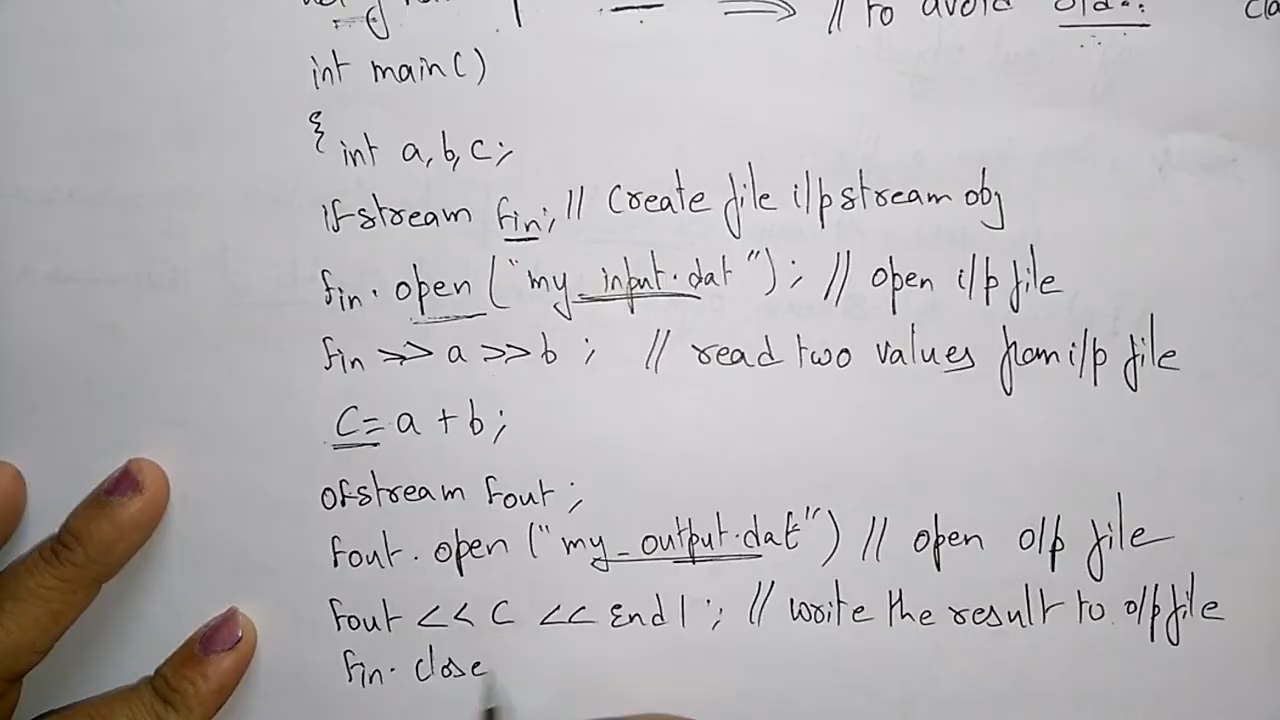 // to avoid
int main()
{ int a, b, c;
ifstream fin; // Create file i/p stream obj
fin. open ("my_input.dat"); // open i/p file
fin >> a >> b ; // read two values from i/p file
C= a + b;
ofstream fout ;
fout. open ("my_output.dat") // open o/p file
fout << C << endl ; // write the result to o/p file
fin. close